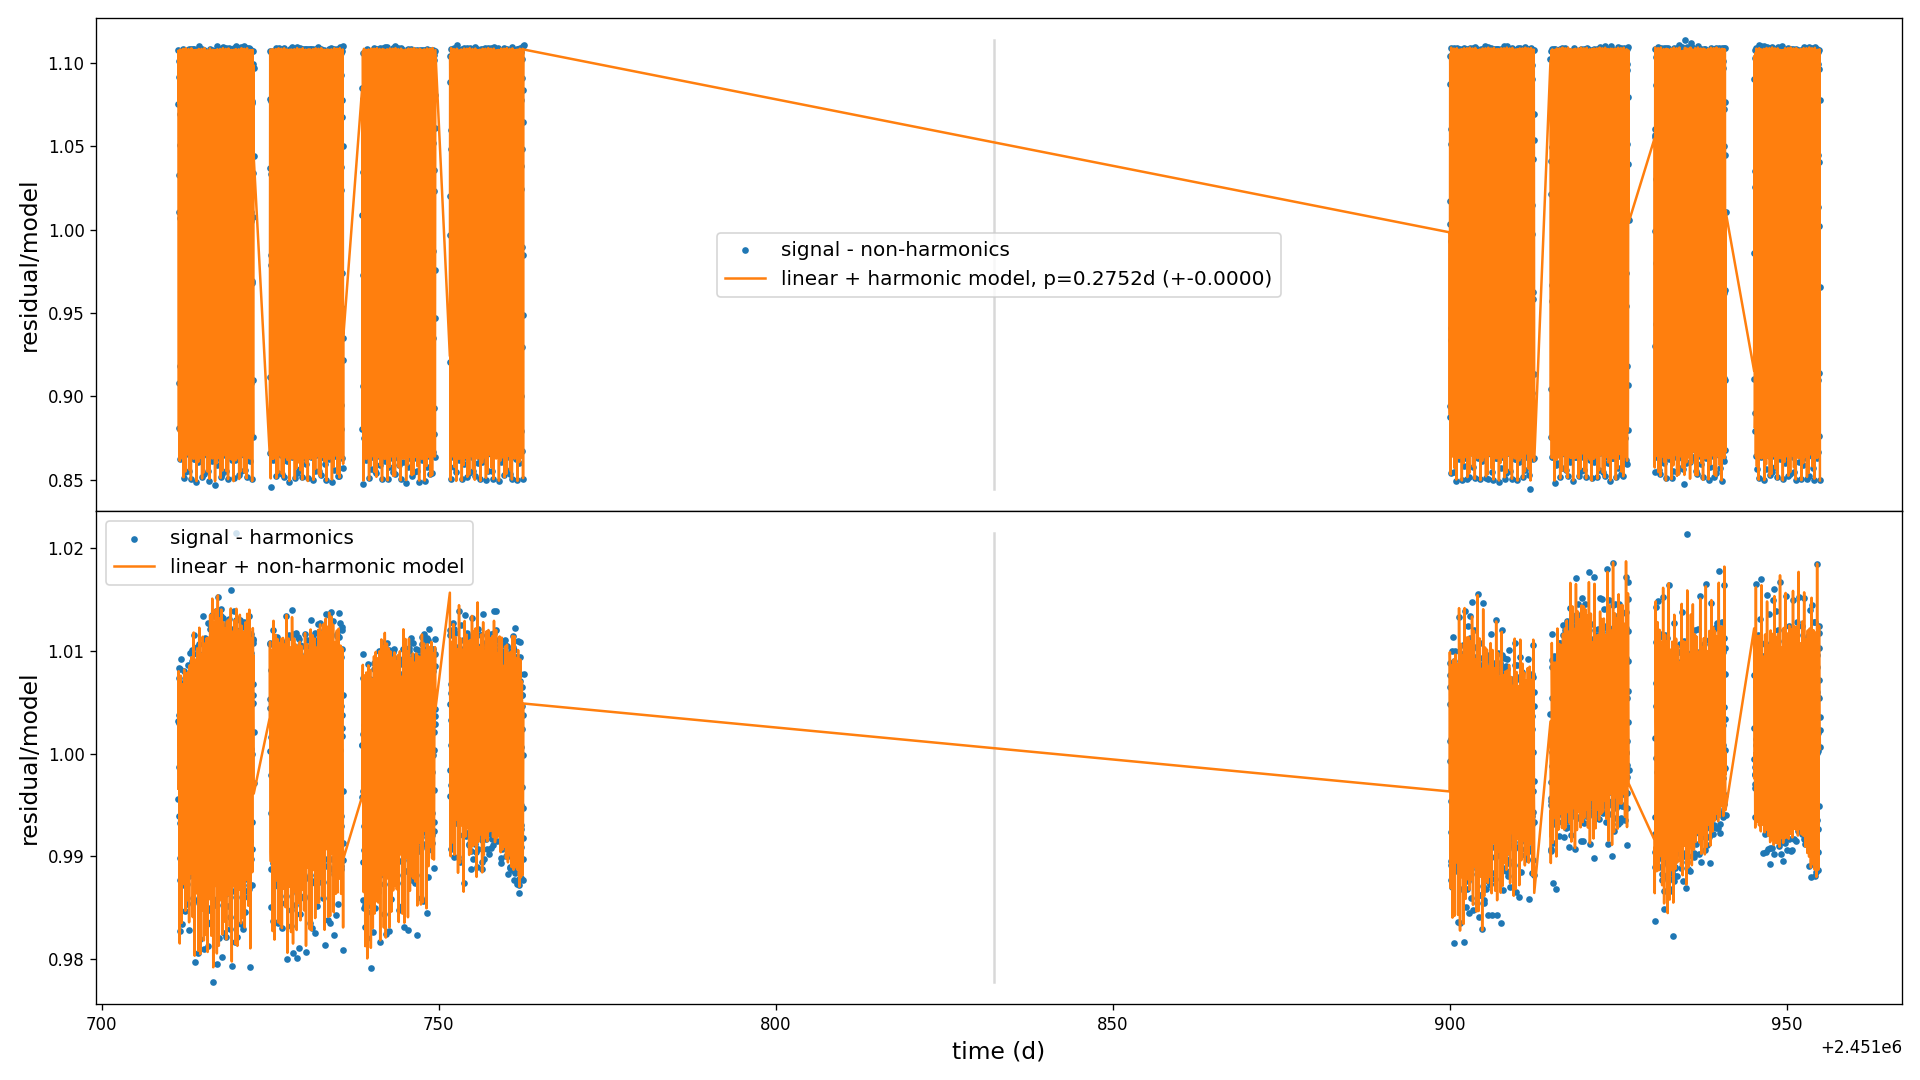 1.10
1.05
1.00
0.95
0.90
0.85
residual/model
signal - non-harmonics
linear + harmonic model, p=0.2752d (+-0.0000)
signal - harmonics
linear + non-harmonic model
1.02
1.01
1.00
0.99
0.98
residual/model
700 750 800 850 900 950
time (d)
+2.451e6